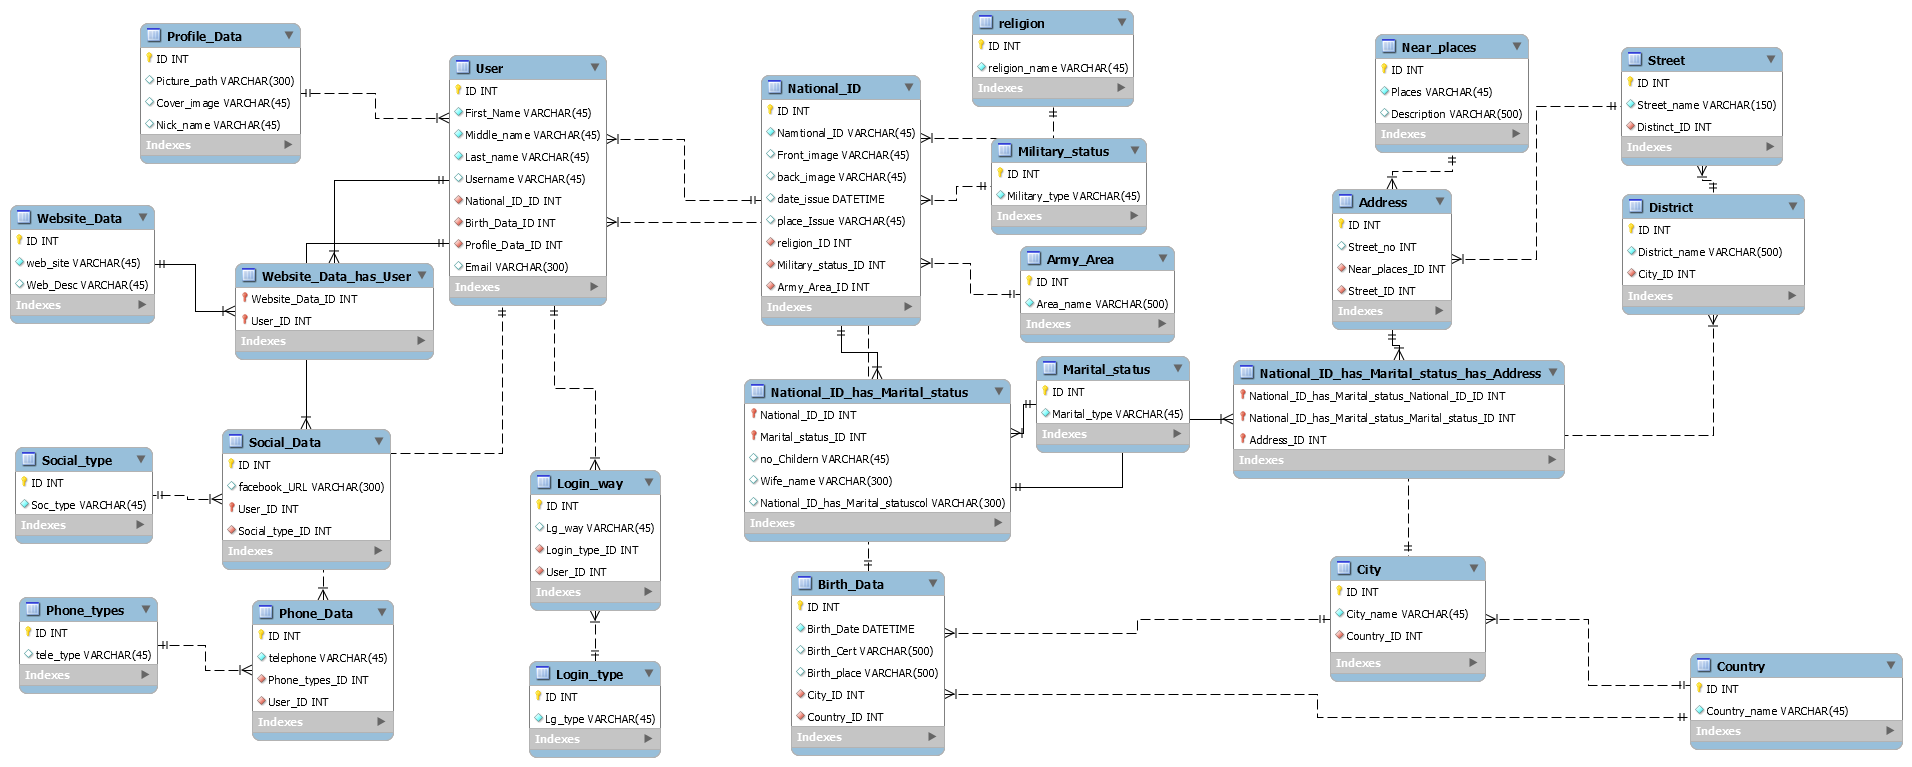 Profile_Data
ID INT
Picture_path VARCHAR(300)
Cover_image VARCHAR(45)
Nick_name VARCHAR(45)
Indexes
User
ID INT
First_Name VARCHAR(45)
Middle_name VARCHAR(45)
Last_name VARCHAR(45)
Username VARCHAR(45)
National_ID_ID INT
Birth_Data_ID INT
Profile_Data_ID INT
Email VARCHAR(300)
Indexes
National_ID
ID INT
Namtional_ID VARCHAR(45)
Front_image VARCHAR(45)
back_image VARCHAR(45)
date_issue DATETIME
place_Issue VARCHAR(45)
religion_ID INT
Military_status_ID INT
Army_Area_ID INT
Indexes
religion
ID INT
religion_name VARCHAR(45)
Indexes
Military_status
ID INT
Military_type VARCHAR(45)
Indexes
Army_Area
ID INT
Area_name VARCHAR(500)
Indexes
Near_places
ID INT
Places VARCHAR(45)
Description VARCHAR(500)
Indexes
Street
ID INT
Street_name VARCHAR(150)
Distinct_ID INT
Indexes
Address
ID INT
Street_no INT
Near_places_ID INT
Street_ID INT
Indexes
District
ID INT
District_name VARCHAR(500)
City_ID INT
Indexes
Website_Data
ID INT
web_site VARCHAR(45)
Web_Desc VARCHAR(45)
Indexes
Website_Data_has_User
Website_Data_ID INT
User_ID INT
Indexes
Social_Data
ID INT
facebook_URL VARCHAR(300)
User_ID INT
Social_type_ID INT
Indexes
Social_type
ID INT
Soc_type VARCHAR(45)
Indexes
Phone_types
ID INT
tele_type VARCHAR(45)
Indexes
Phone_Data
ID INT
telephone VARCHAR(45)
Phone_types_ID INT
User_ID INT
Indexes
Login_way
ID INT
Lg_way VARCHAR(45)
Login_type_ID INT
User_ID INT
Indexes
Login_type
ID INT
Lg_type VARCHAR(45)
Indexes
National_ID_has_Marital_status
National_ID_ID INT
Marital_status_ID INT
no_Childern VARCHAR(45)
Wife_name VARCHAR(300)
National_ID_has_Marital_statuscol VARCHAR(300)
Indexes
Marital_status
ID INT
Marital_type VARCHAR(45)
Indexes
National_ID_has_Marital_status_has_Address
National_ID_has_Marital_status_National_ID_ID INT
National_ID_has_Marital_status_Marital_status_ID INT
Address_ID INT
Indexes
Birth_Data
ID INT
Birth_Date DATETIME
Birth_Cert VARCHAR(500)
Birth_place VARCHAR(500)
City_ID INT
Country_ID INT
Indexes
City
ID INT
City_name VARCHAR(45)
Country_ID INT
Indexes
Country
ID INT
Country_name VARCHAR(45)
Indexes